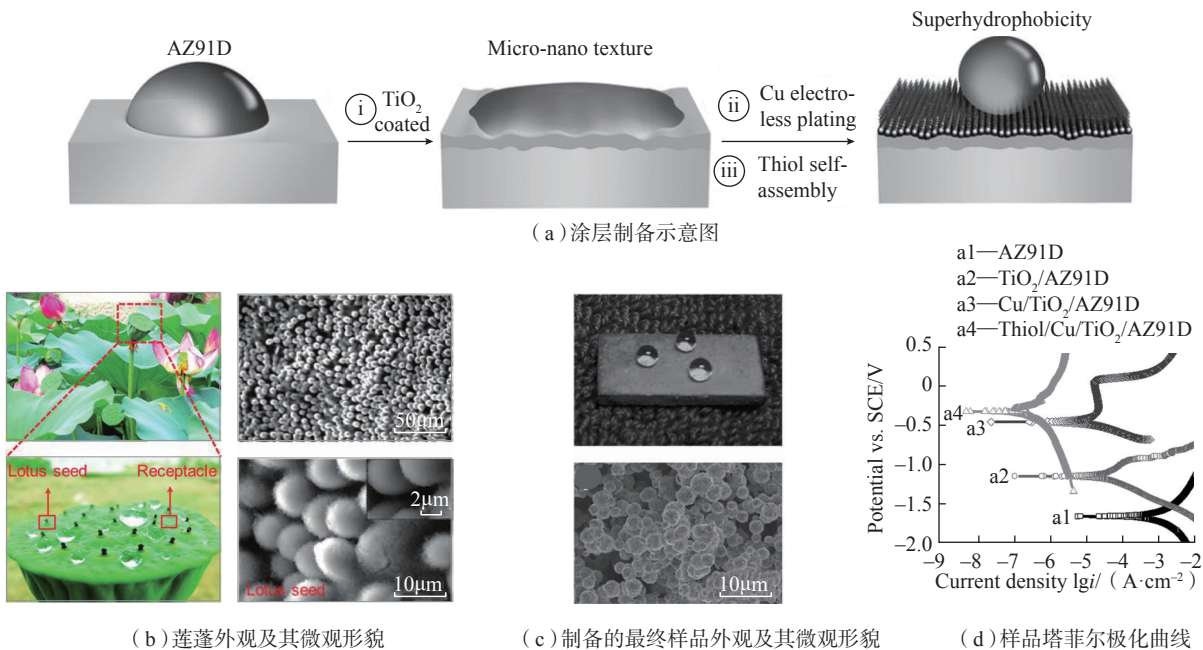 AZ91D
Micro-nano texture
Superhydrophobicity
i
TiO₂
coated
ii
Cu electro-
less plating
iii
Thiol self-
assembly
（a）涂层制备示意图
Lotus seed
Receptacle
50μm
2μm
10μm
Lotus seed
（b）莲蓬外观及其微观形貌
10μm
（c）制备的最终样品外观及其微观形貌
a1—AZ91D
a2—TiO₂/AZ91D
a3—Cu/TiO₂/AZ91D
a4—Thiol/Cu/TiO₂/AZ91D
Potential vs. SCE/V
0.5
0
−0.5
−1.0
−1.5
−2.0
a4
a3
a2
a1
−9 −8 −7 −6 −5 −4 −3 −2
Current density lgi/（A·cm⁻²）
（d）样品塔菲尔极化曲线